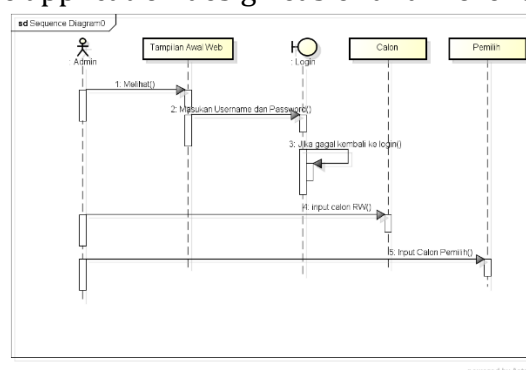 sd Sequence Diagram0
: Admin
Tampilan Awal Web
: Login
Calon
Pemilih
1: Melihat()
2: Masukan Username dan Password()
3: Jika gagal kembali ke login()
4: input calon RW()
5: Input Calon Pemilih()